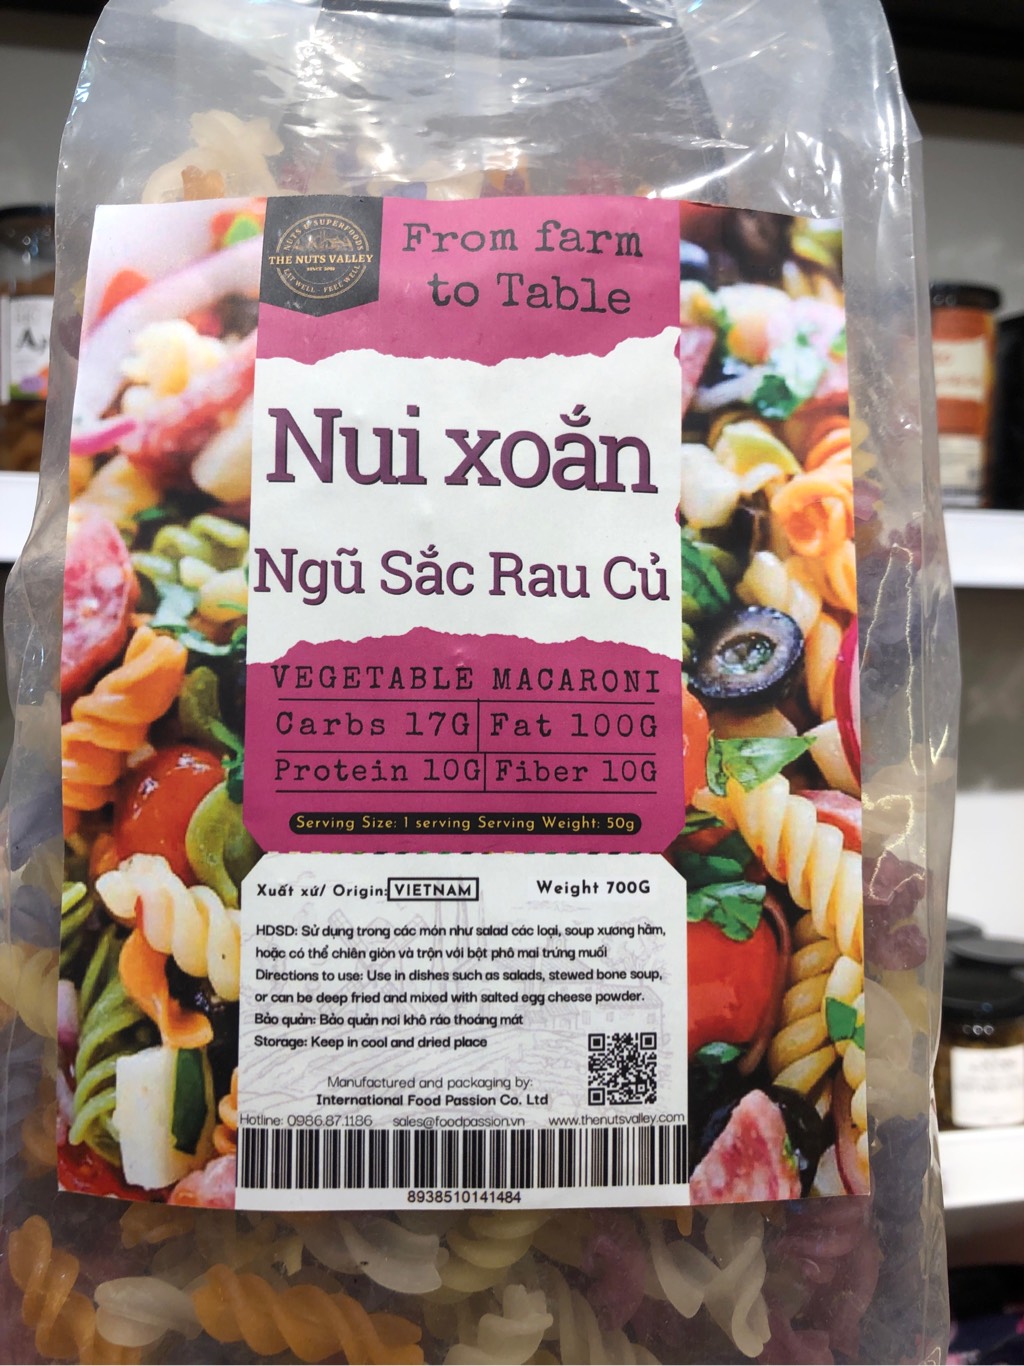 NUTS & SUPERFOODS
THE NUTS VALLEY
EAT WELL - FEEL WELL
From farm
to Table
Nui xoắn
Ngũ Sắc Rau Củ
VEGETABLE MACARONI
Carbs 17G Fat 100G
Protein 10G Fiber 10G
Serving Size: 1 serving Serving Weight: 50g
Xuất xứ/ Origin: VIETNAM Weight 700G
HDSD: Sử dụng trong các món như salad các loại, soup xương hầm,
hoặc có thể chiên giòn và trộn với bột phô mai trứng muối
Directions to use: Use in dishes such as salads, stewed bone soup,
or can be deep fried and mixed with salted egg cheese powder.
Bảo quản: Bảo quản nơi khô ráo thoáng mát
Storage: Keep in cool and dried place
Manufactured and packaging by:
International Food Passion Co. Ltd
Hotline: 0986.87.1186 sales@foodpassion.vn www.thenutsvalley.com
8938510141484